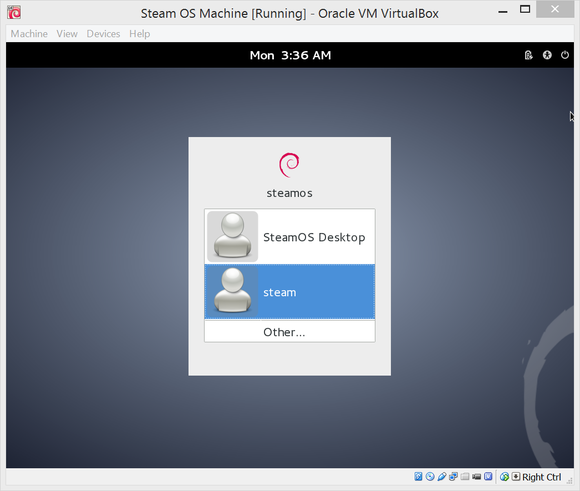 Steam OS Machine [Running] - Oracle VM VirtualBox
Machine View Devices Help
Mon 3:36 AM
steamos
SteamOS Desktop
steam
Other...
Right Ctrl